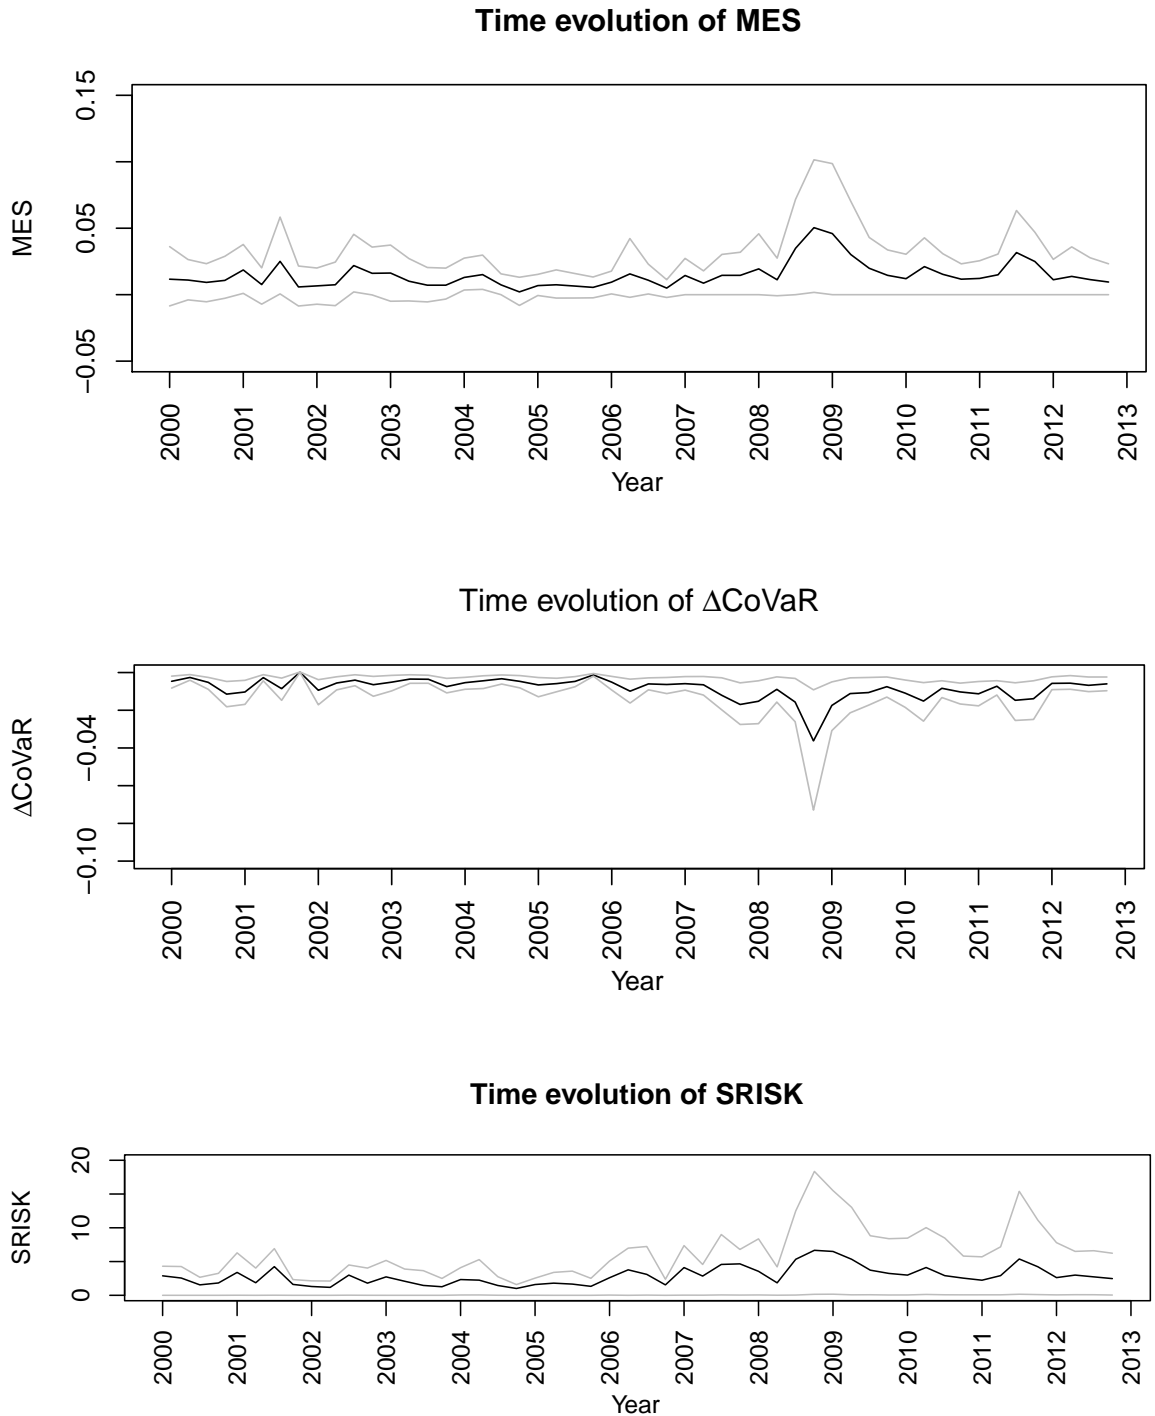 Time evolution of MES
MES
0.15
0.05
−0.05
2000 2001 2002 2003 2004 2005 2006 2007 2008 2009 2010 2011 2012 2013
Year
Time evolution of ΔCoVaR
ΔCoVaR
−0.04
−0.10
2000 2001 2002 2003 2004 2005 2006 2007 2008 2009 2010 2011 2012 2013
Year
Time evolution of SRISK
SRISK
20
10
0
2000 2001 2002 2003 2004 2005 2006 2007 2008 2009 2010 2011 2012 2013
Year